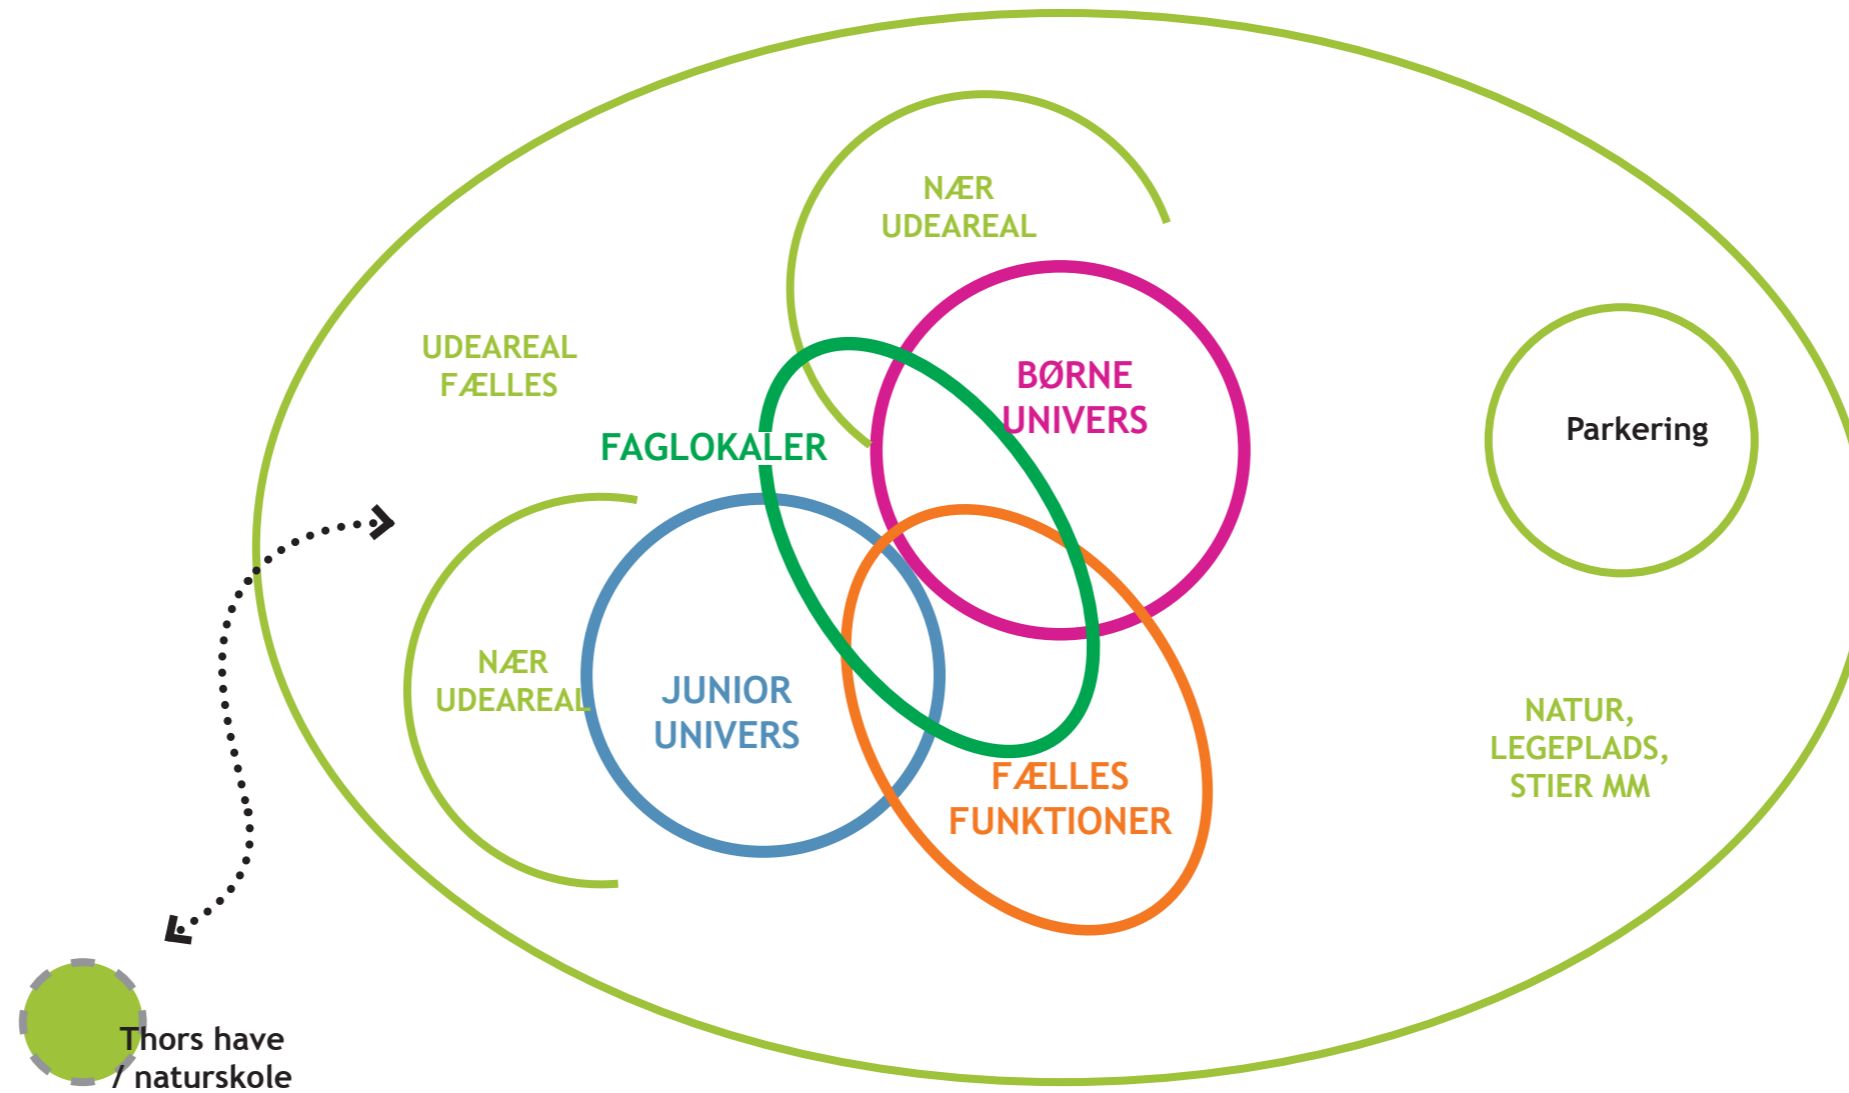 NÆR
UDEAREAL
UDEAREAL
FÆLLES
BØRNE
UNIVERS
FAGLOKALER
Parkering
NÆR
UDEAREAL
JUNIOR
UNIVERS
NATUR,
LEGEPLADS,
STIER MM
FÆLLES
FUNKTIONER
Thors have
/ naturskole